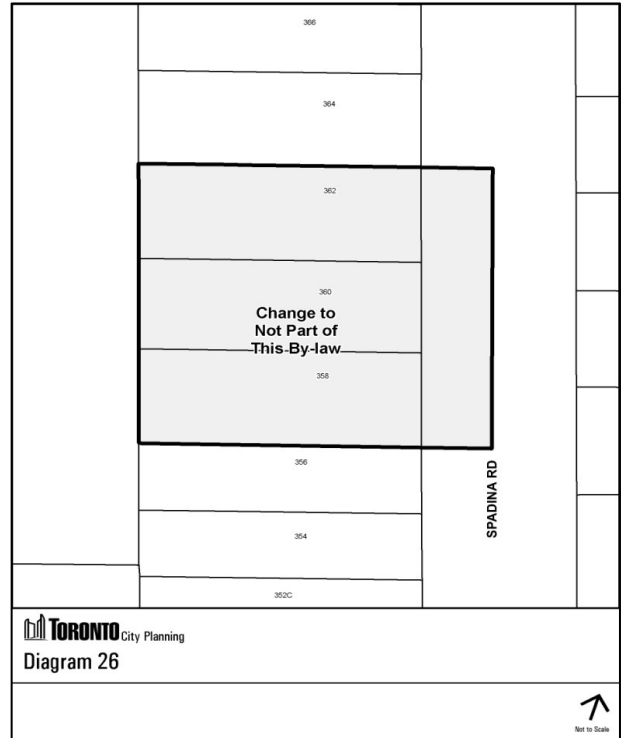 366
364
362
360
Change to
Not Part of
This By-law
358
356
SPADINA RD
354
352C
TORONTO City Planning
Diagram 26
Not to Scale